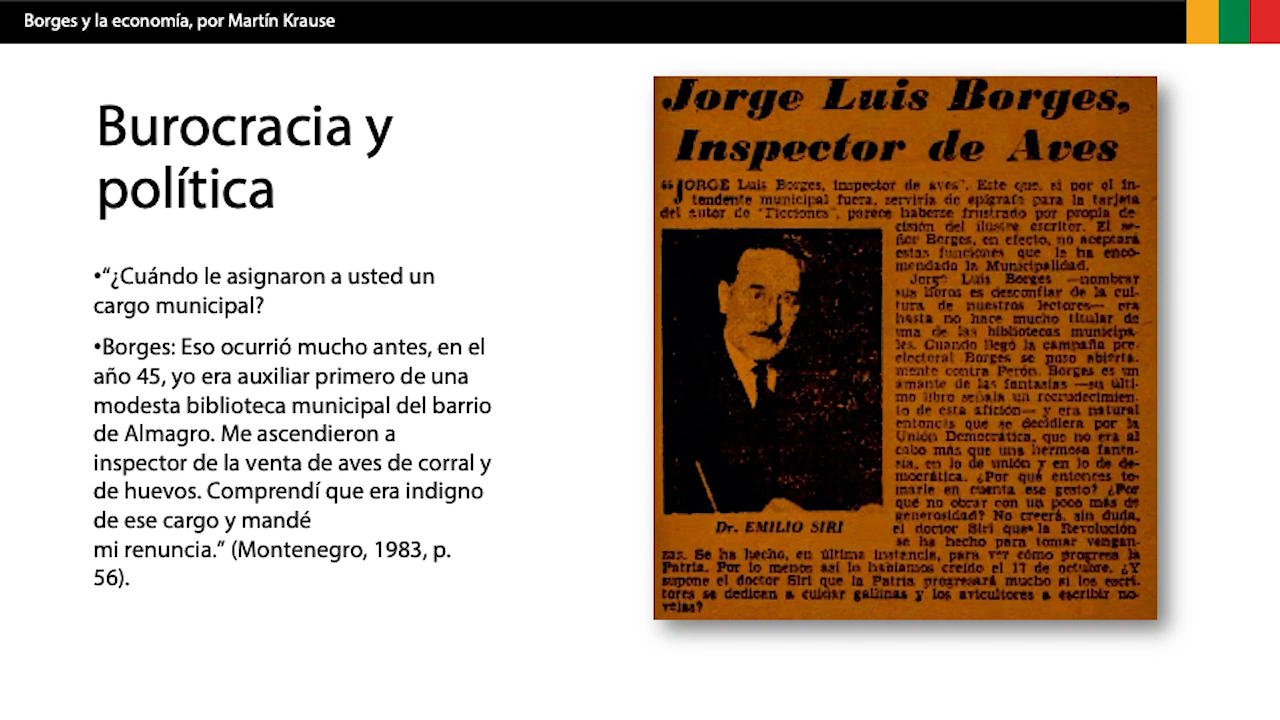 Borges y la economía, por Martín Krause
Burocracia y
política
•“¿Cuándo le asignaron a usted un
cargo municipal?
•Borges: Eso ocurrió mucho antes, en el
año 45, yo era auxiliar primero de una
modesta biblioteca municipal del barrio
de Almagro. Me ascendieron a
inspector de la venta de aves de corral y
de huevos. Comprendí que era indigno
de ese cargo y mandé
mi renuncia.” (Montenegro, 1983, p.
56).
Jorge Luis Borges,
Inspector de Aves
“JORGE Luis Borges, inspector de aves”. Este que, si por el in-
tendente municipal fuera, serviría de epígrafe para la tarjeta
del autor de “Ficciones”, parece haberse frustrado por propia de-
cisión del ilustre escritor. El se-
ñor Borges, en efecto, no aceptará
estas funciones que le ha enco-
mendado la Municipalidad.
Jorge Luis Borges —nombrar
sus libros es desconfiar de la cul-
tura de nuestros lectores— era
hasta no hace mucho titular de
una de las bibliotecas municipa-
les. Cuando llegó la campaña pre-
electoral Borges se puso abierta-
mente contra Perón. Borges es un
amante de las fantasías —su últi-
mo libro señala un recrudecimien-
to de esta afición— y era natural
entonces que se decidiera por la
Unión Democrática, que no era al
cabo más que una hermosa fanta-
sía, en lo de unión y en lo de de-
mocrática. ¿Por qué entonces to-
marle en cuenta ese gesto? ¿Por
qué no obrar con un poco más de
generosidad? No creerá, sin duda,
el doctor Siri que la Revolución
se ha hecho para tomar vengan-
zas. Se ha hecho, en última instancia, para ver cómo progresa la
Patria. Por lo menos así lo habíamos creído el 17 de octubre. ¿Y
supone el doctor Siri que la Patria progresará mucho si los escri-
tores se dedican a cuidar gallinas y los avicultores a escribir no-
velas?
Dr. EMILIO SIRI